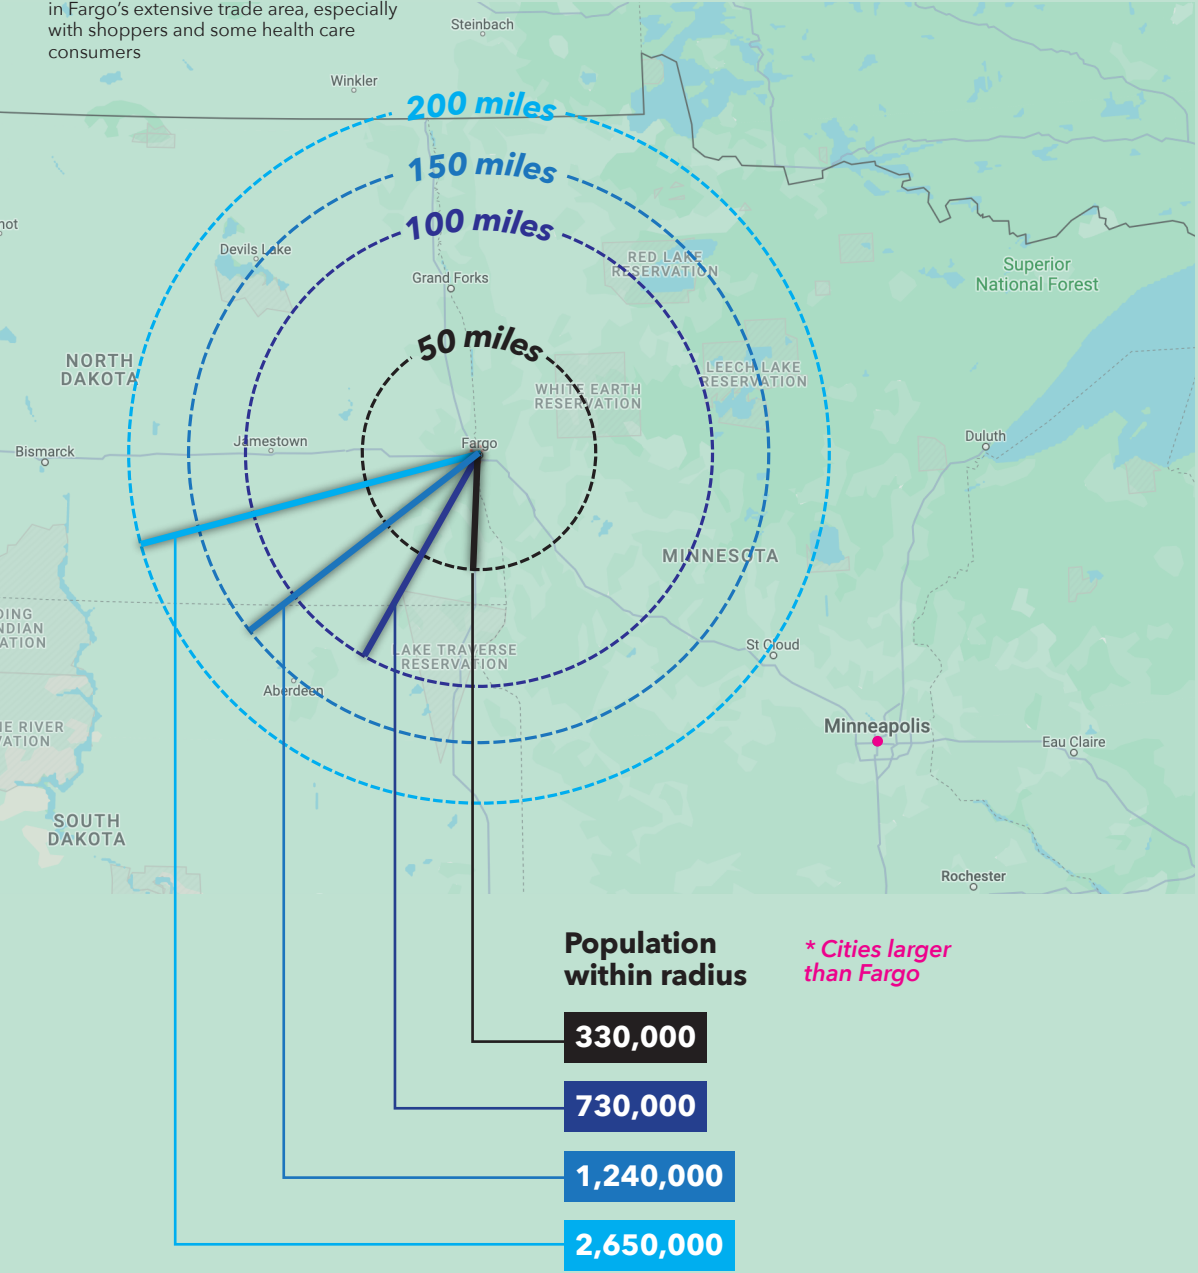 in Fargo's extensive trade area, especially
with shoppers and some health care
consumers
Steinbach
Winkler
200 miles
150 miles
100 miles
Devils Lake
RED LAKE
RESERVATION
Superior
National Forest
Grand Forks
50 miles
NORTH
DAKOTA
WHITE EARTH
RESERVATION
LEECH LAKE
RESERVATION
Bismarck
Jamestown
Fargo
Duluth
MINNESOTA
LAKE TRAVERSE
RESERVATION
St Cloud
Aberdeen
Minneapolis
Eau Claire
SOUTH
DAKOTA
Rochester
Population
within radius
* Cities larger
than Fargo
330,000
730,000
1,240,000
2,650,000